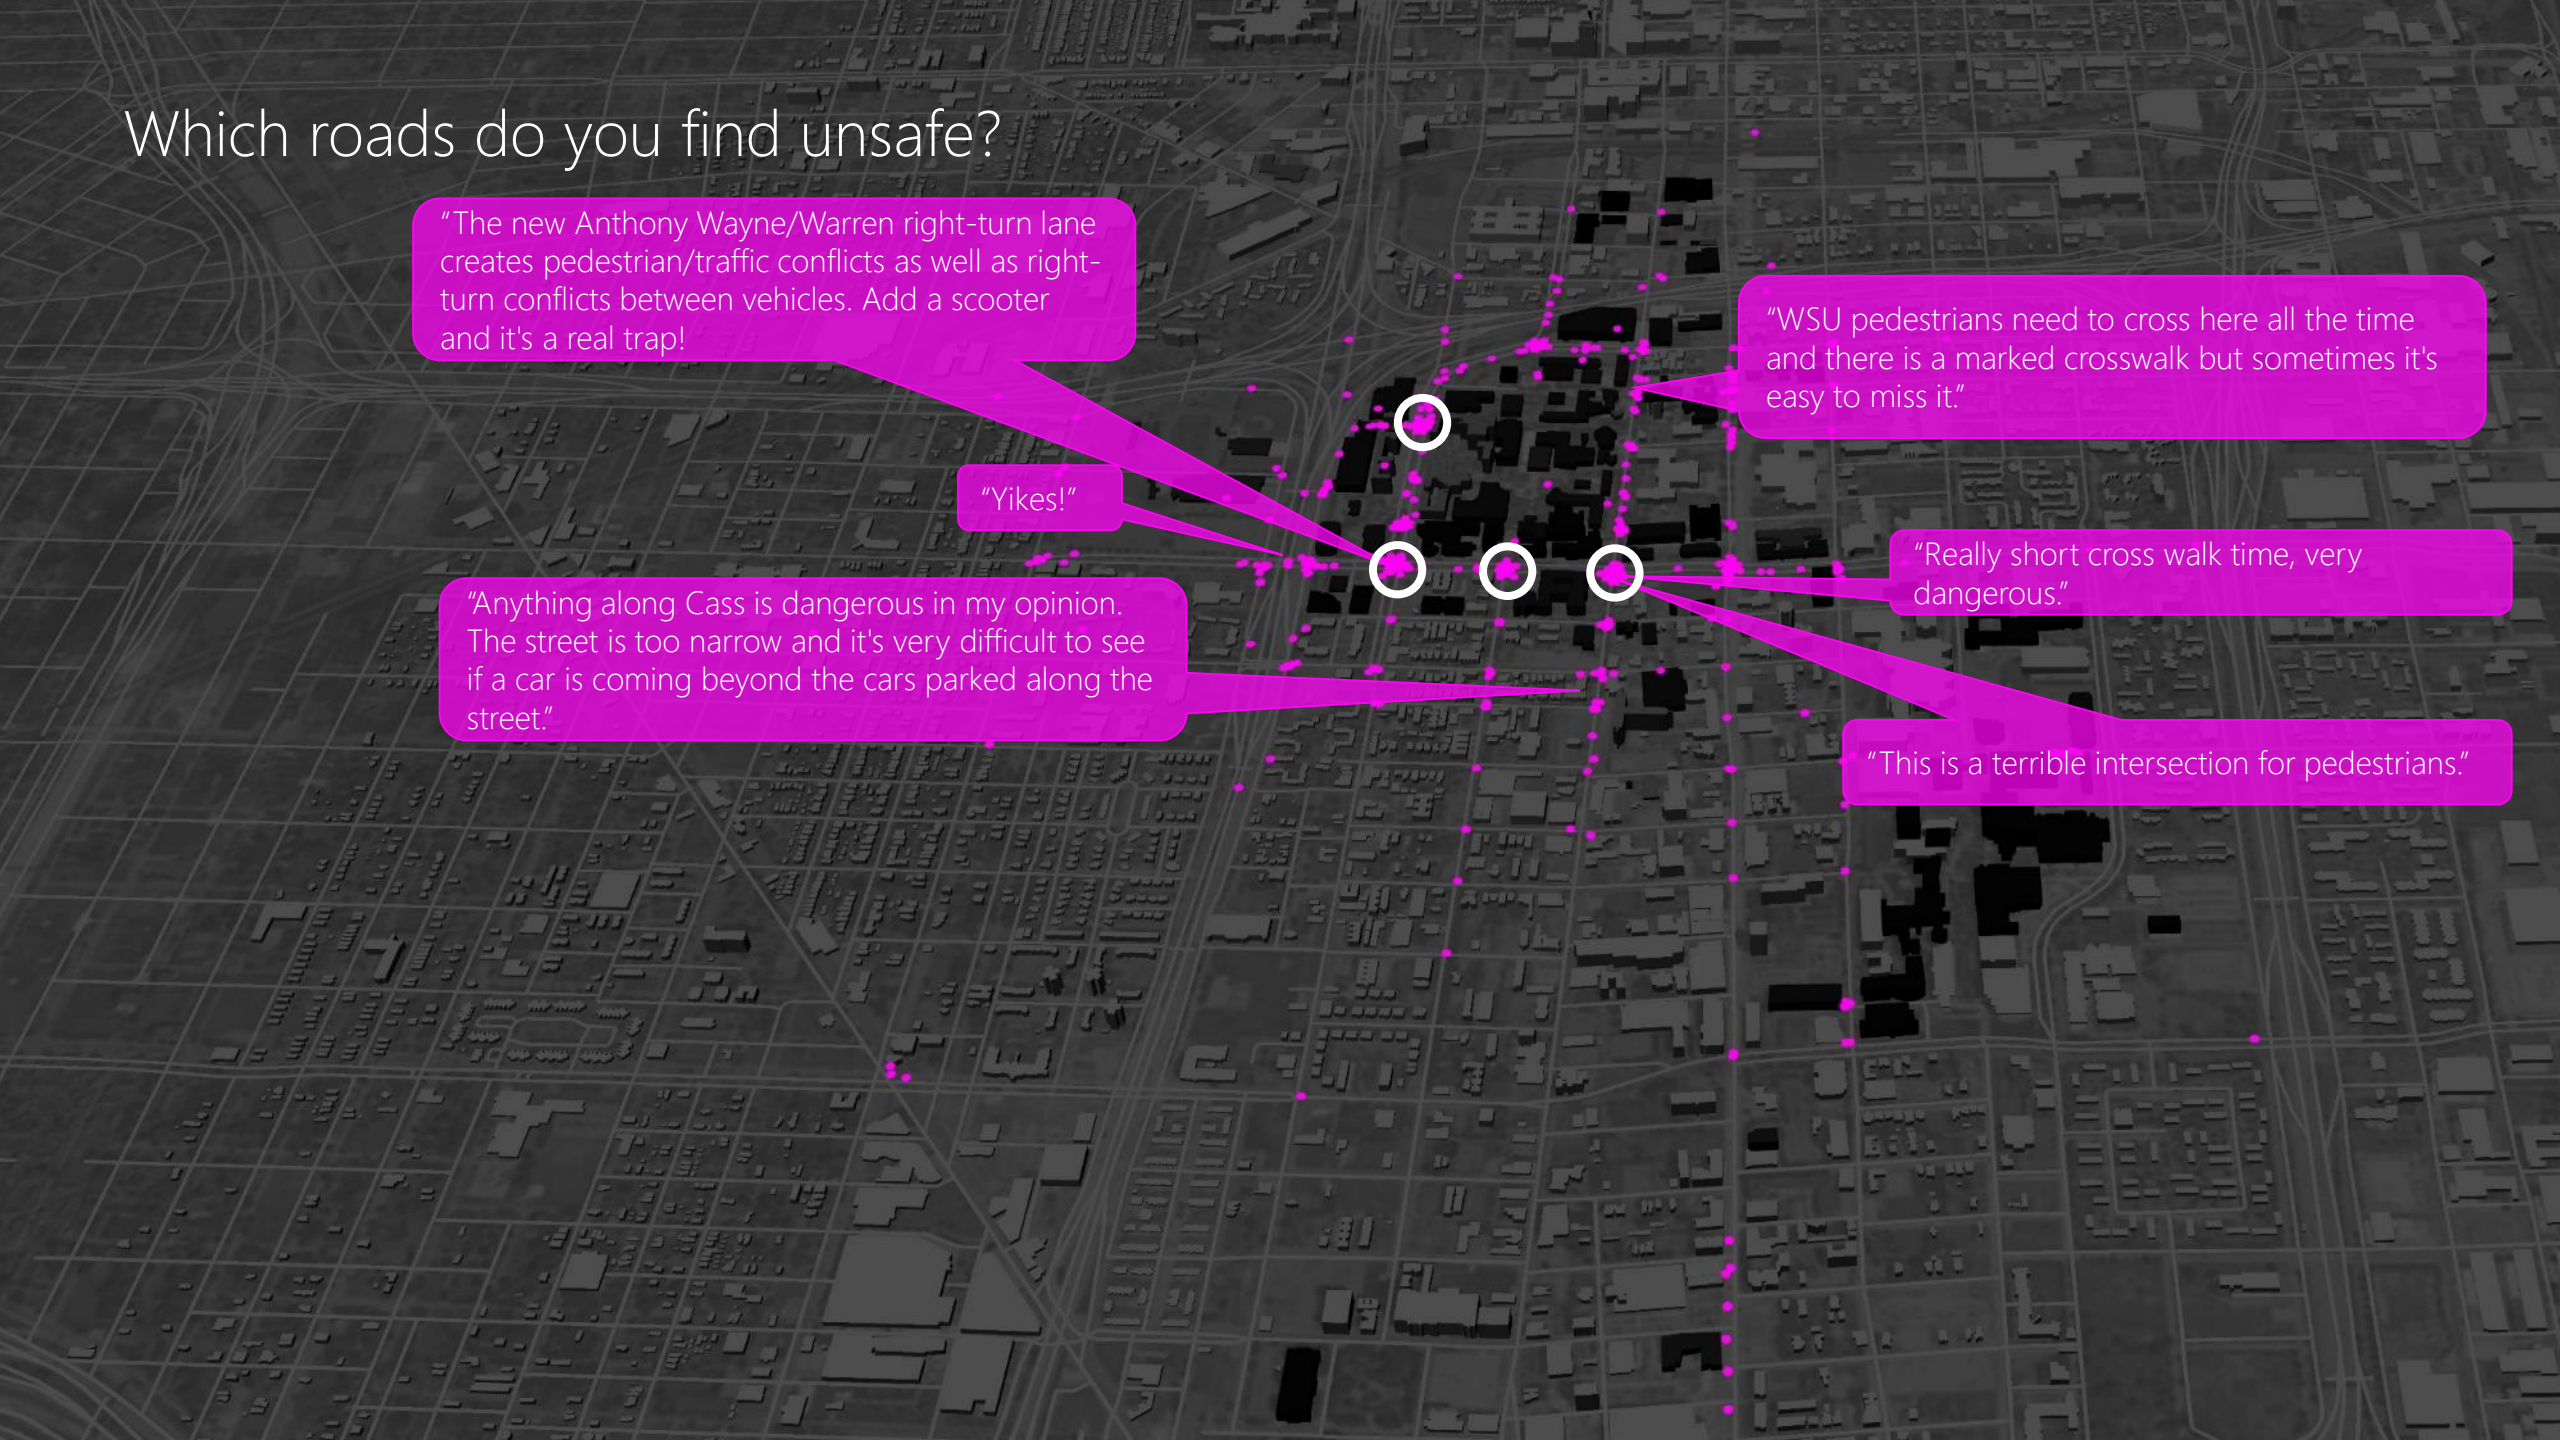 Which roads do you find unsafe?
“The new Anthony Wayne/Warren right-turn lane
creates pedestrian/traffic conflicts as well as right-
turn conflicts between vehicles. Add a scooter
and it's a real trap!
“WSU pedestrians need to cross here all the time
and there is a marked crosswalk but sometimes it's
easy to miss it.”
“Yikes!”
“Really short cross walk time, very
dangerous.”
“Anything along Cass is dangerous in my opinion.
The street is too narrow and it's very difficult to see
if a car is coming beyond the cars parked along the
street.”
“This is a terrible intersection for pedestrians.”